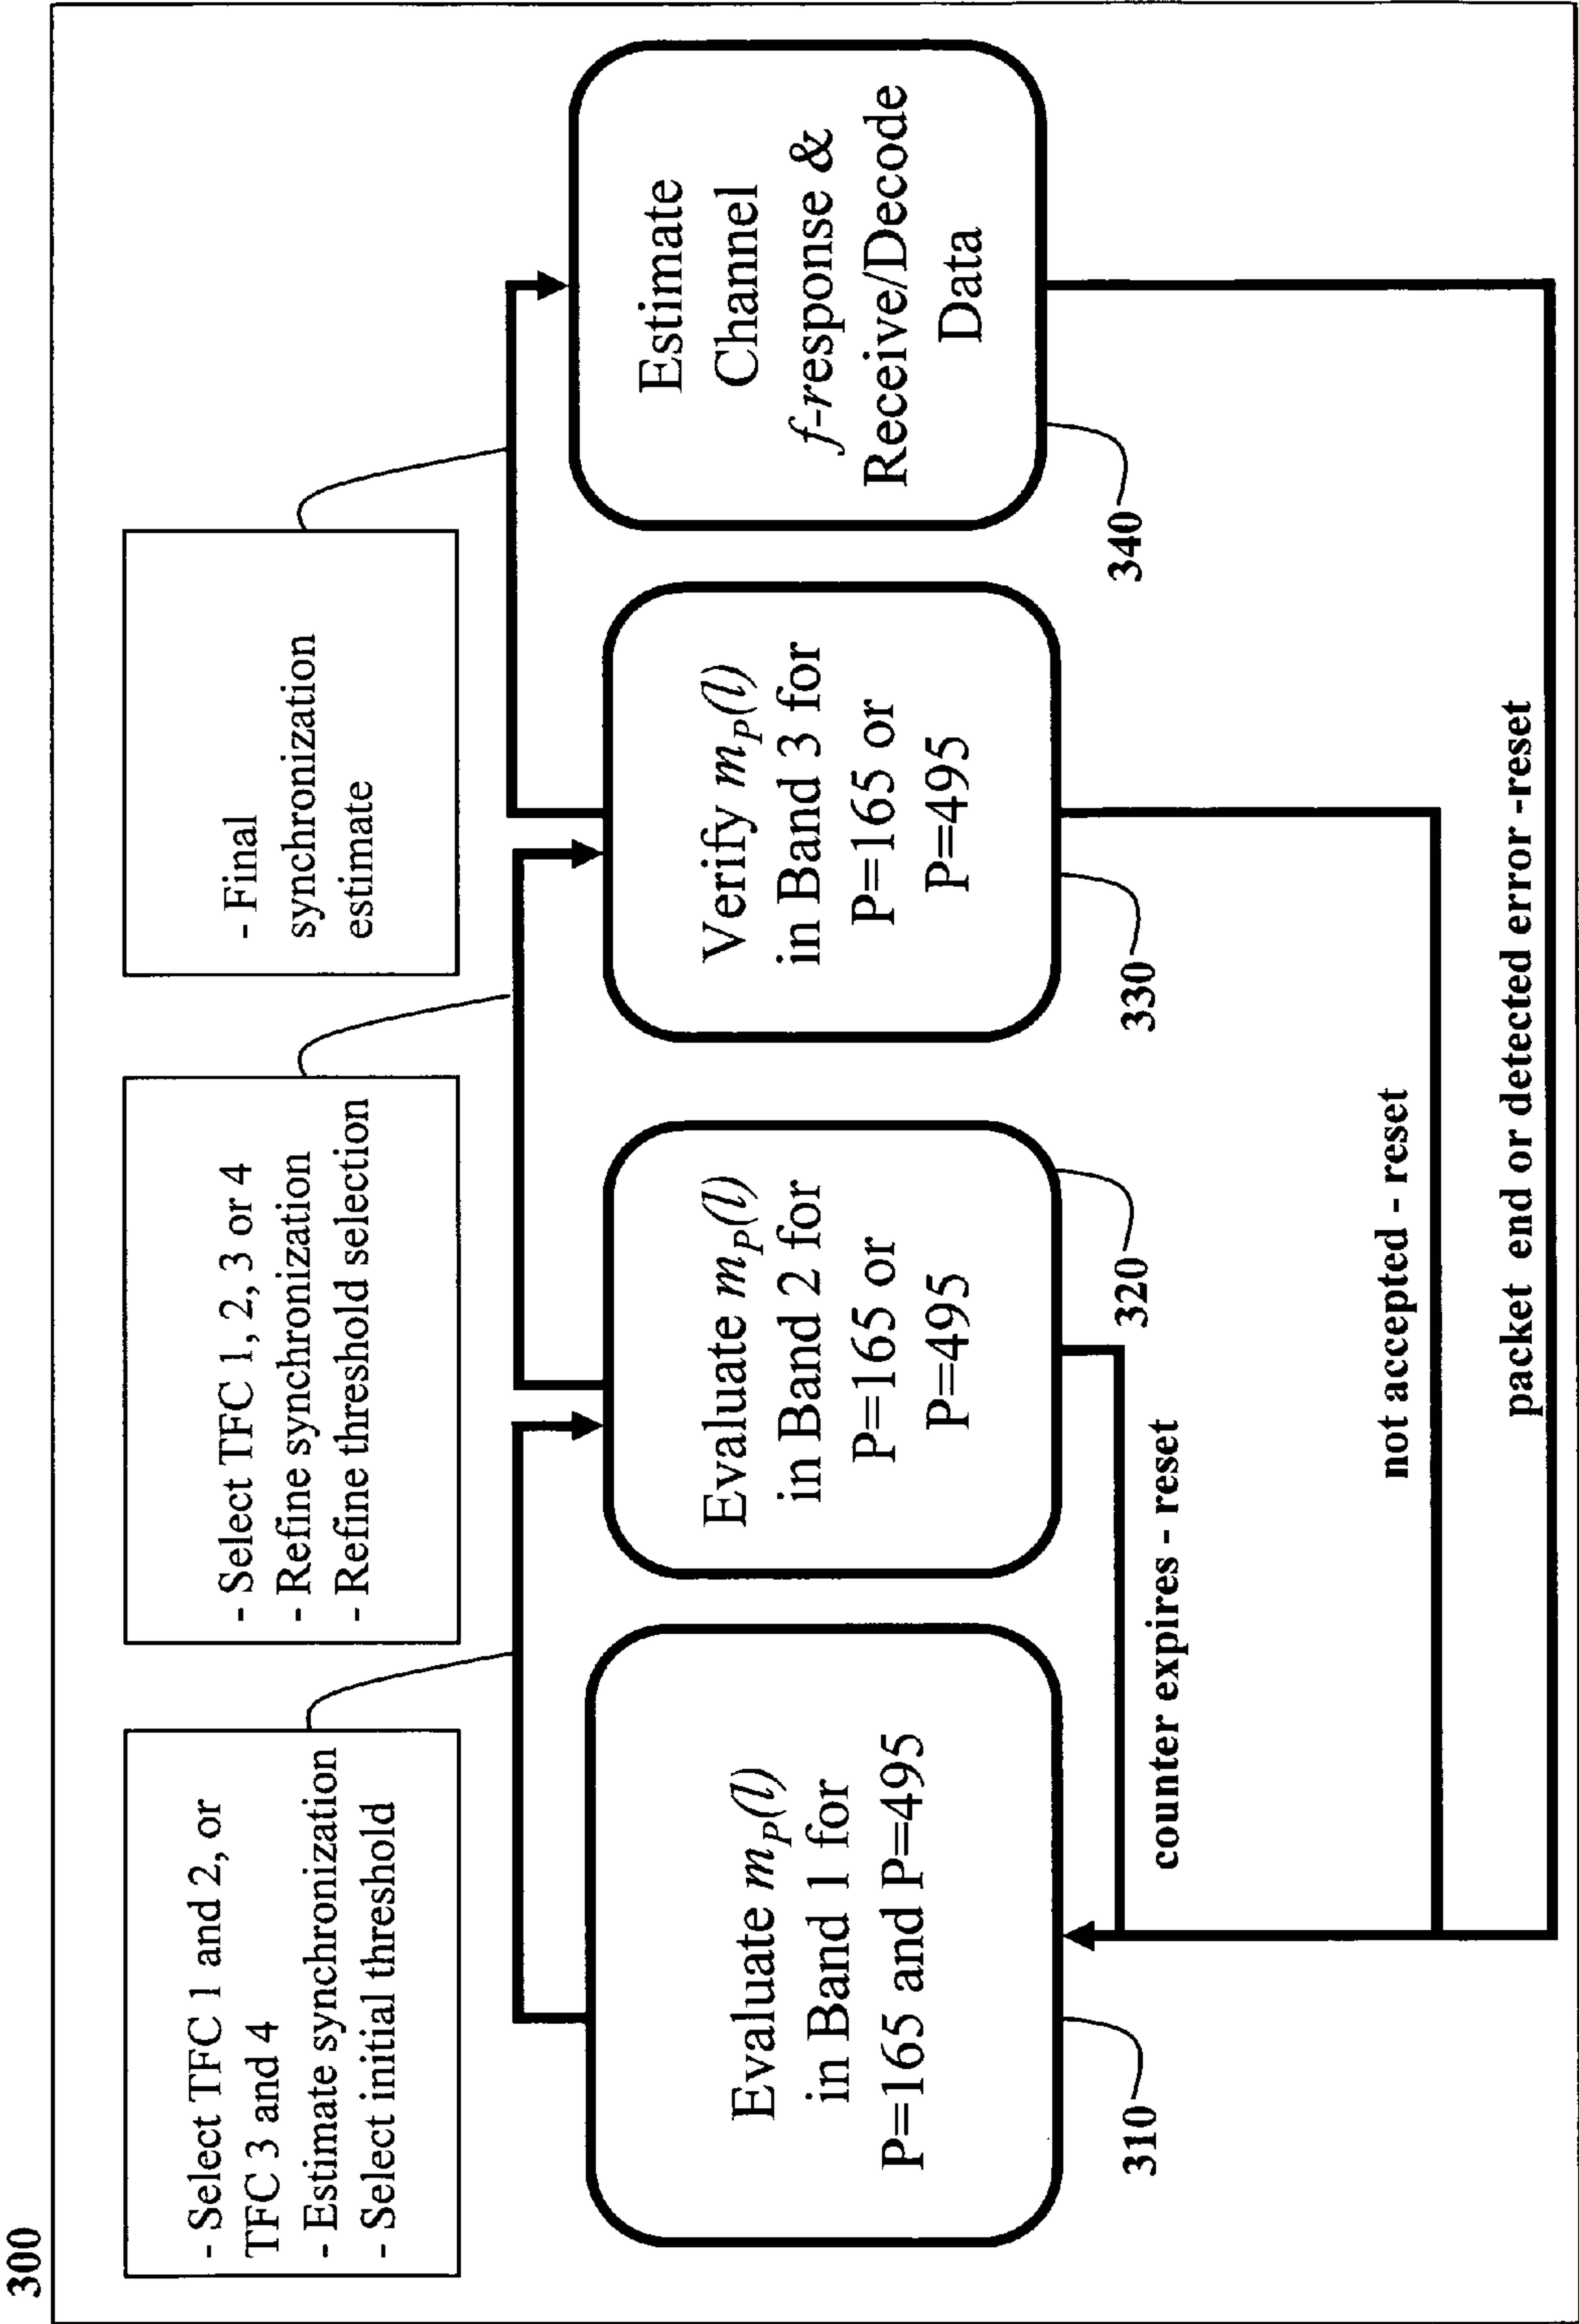 300
- Select TFC 1 and 2, or
TFC 3 and 4
- Estimate synchronization
- Select initial threshold
- Select TFC 1, 2, 3 or 4
- Refine synchronization
- Refine threshold selection
- Final
synchronization
estimate
Evaluate m_P(l)
in Band 1 for
P=165 and P=495
310
Evaluate m_P(l)
in Band 2 for
P=165 or
P=495
320
Verify m_P(l)
in Band 3 for
P=165 or
P=495
330
Estimate
Channel
f-response &
Receive/Decode
Data
340
counter expires - reset
not accepted - reset
packet end or detected error -reset